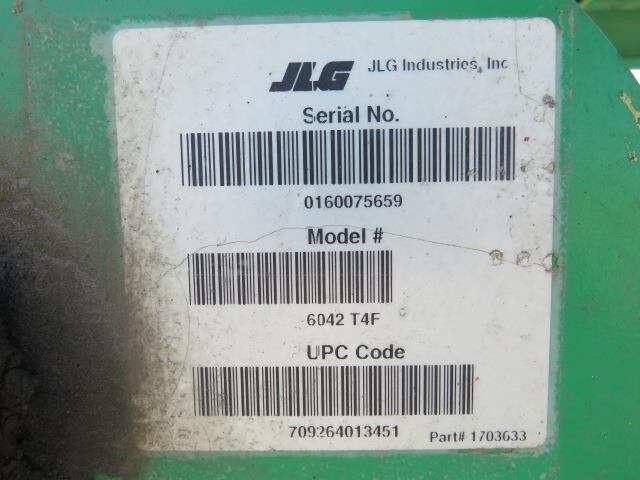 JLG JLG Industries, Inc
Serial No.
0160075659
Model #
6042 T4F
UPC Code
709264013451
Part# 1703633